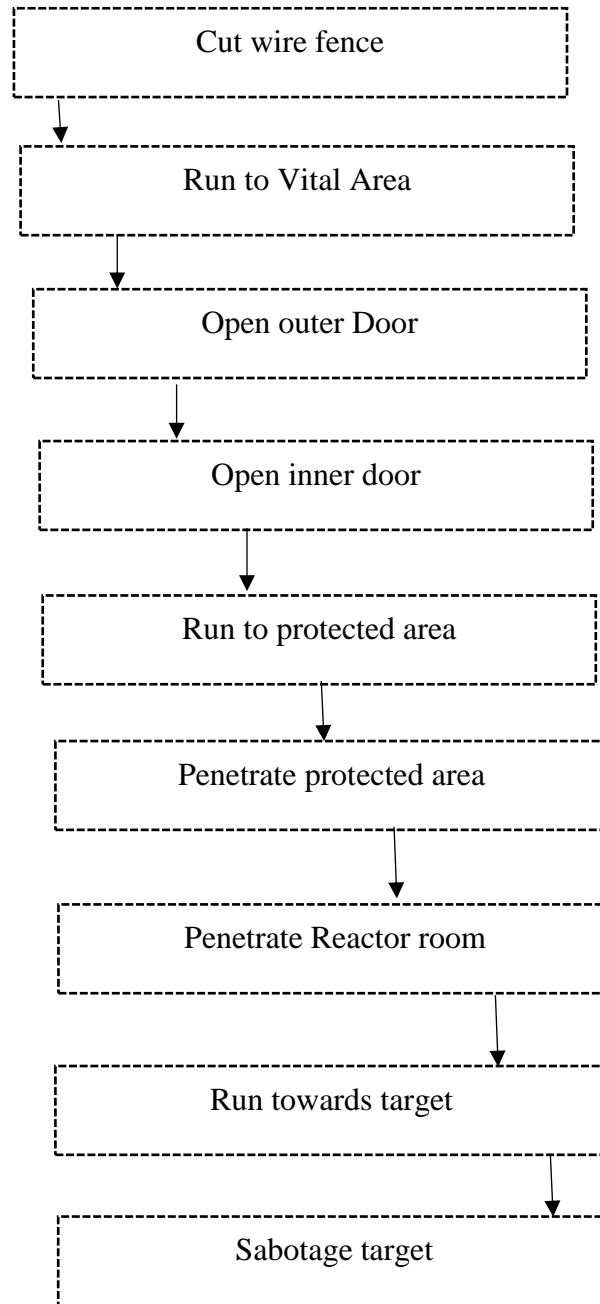 Cut wire fence
Run to Vital Area
Open outer Door
Open inner door
Run to protected area
Penetrate protected area
Penetrate Reactor room
Run towards target
Sabotage target